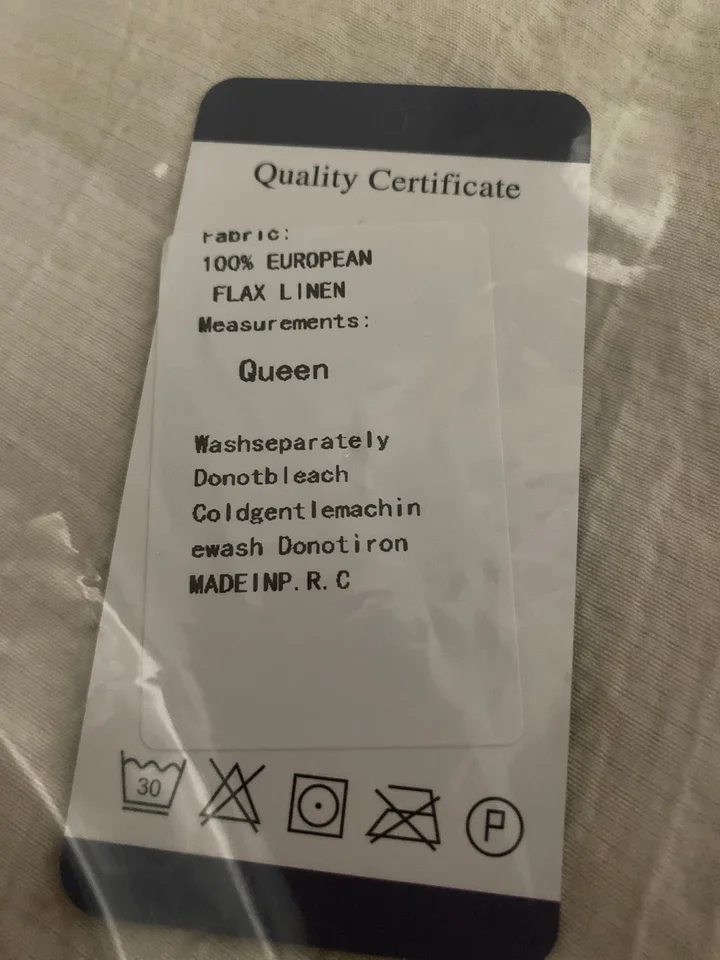 Quality Certificate
Fabric:
100% EUROPEAN
FLAX LINEN
Measurements:
Queen
Washseparately
Donotbleach
Coldgentlemachin
ewash Donotiron
MADEINP.R.C
30
P